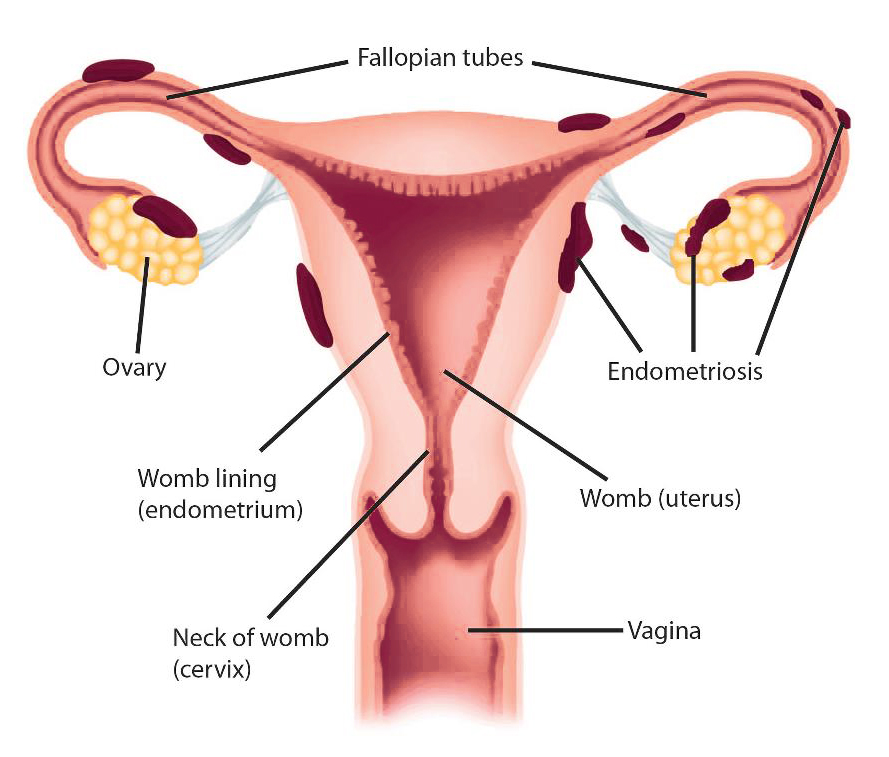 Fallopian tubes
Ovary
Endometriosis
Womb lining
(endometrium)
Womb (uterus)
Neck of womb
(cervix)
Vagina